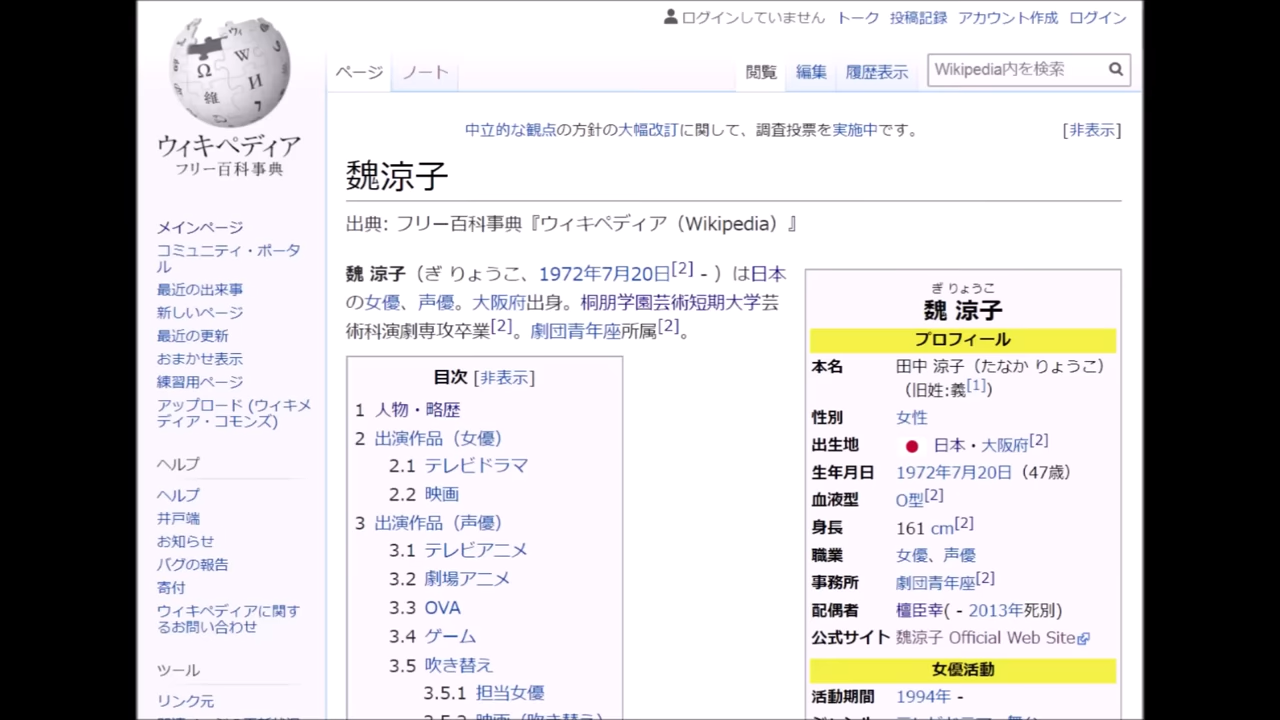 ログインしていません トーク 投稿記録 アカウント作成 ログイン
ページ ノート 閲覧 編集 履歴表示 Wikipedia内を検索
ウィキペディア
フリー百科事典
中立的な観点の方針の大幅改訂に関して、調査投票を実施中です。 [非表示]
魏涼子
出典: フリー百科事典『ウィキペディア（Wikipedia）』
メインページ
コミュニティ・ポータ
ル
最近の出来事
新しいページ
最近の更新
おまかせ表示
練習用ページ
アップロード (ウィキメ
ディア・コモンズ)
ヘルプ
ヘルプ
井戸端
お知らせ
バグの報告
寄付
ウィキペディアに関す
るお問い合わせ
ツール
リンク元
魏 涼子（ぎ りょうこ、1972年7月20日[2] - ）は日本
の女優、声優。大阪府出身。桐朋学園芸術短期大学芸
術科演劇専攻卒業[2]。劇団青年座所属[2]。
目次 [非表示]
1 人物・略歴
2 出演作品（女優）
2.1 テレビドラマ
2.2 映画
3 出演作品（声優）
3.1 テレビアニメ
3.2 劇場アニメ
3.3 OVA
3.4 ゲーム
3.5 吹き替え
3.5.1 担当女優
3.5.2 映画（吹き替え）
ぎ りょうこ
魏 涼子
プロフィール
本名 田中 涼子（たなか りょうこ）
（旧姓:義[1]）
性別 女性
出生地 日本・大阪府[2]
生年月日 1972年7月20日（47歳）
血液型 O型[2]
身長 161 cm[2]
職業 女優、声優
事務所 劇団青年座[2]
配偶者 檀臣幸( - 2013年死別)
公式サイト 魏涼子 Official Web Site
女優活動
活動期間 1994年 -